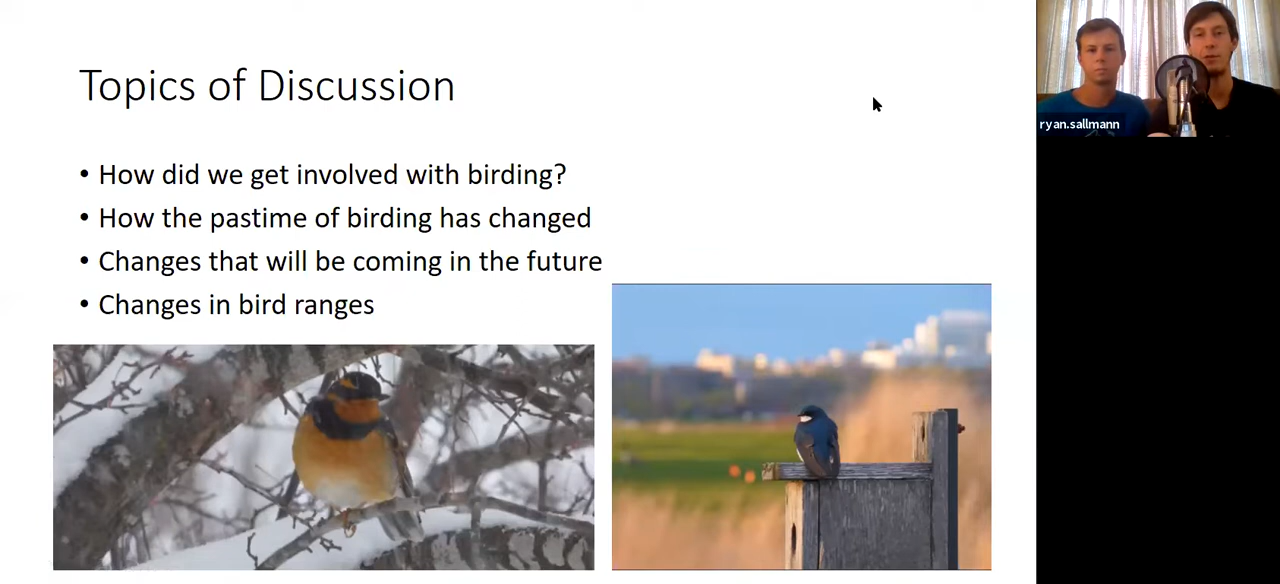 Topics of Discussion
• How did we get involved with birding?
• How the pastime of birding has changed
• Changes that will be coming in the future
• Changes in bird ranges
ryan.sallmann